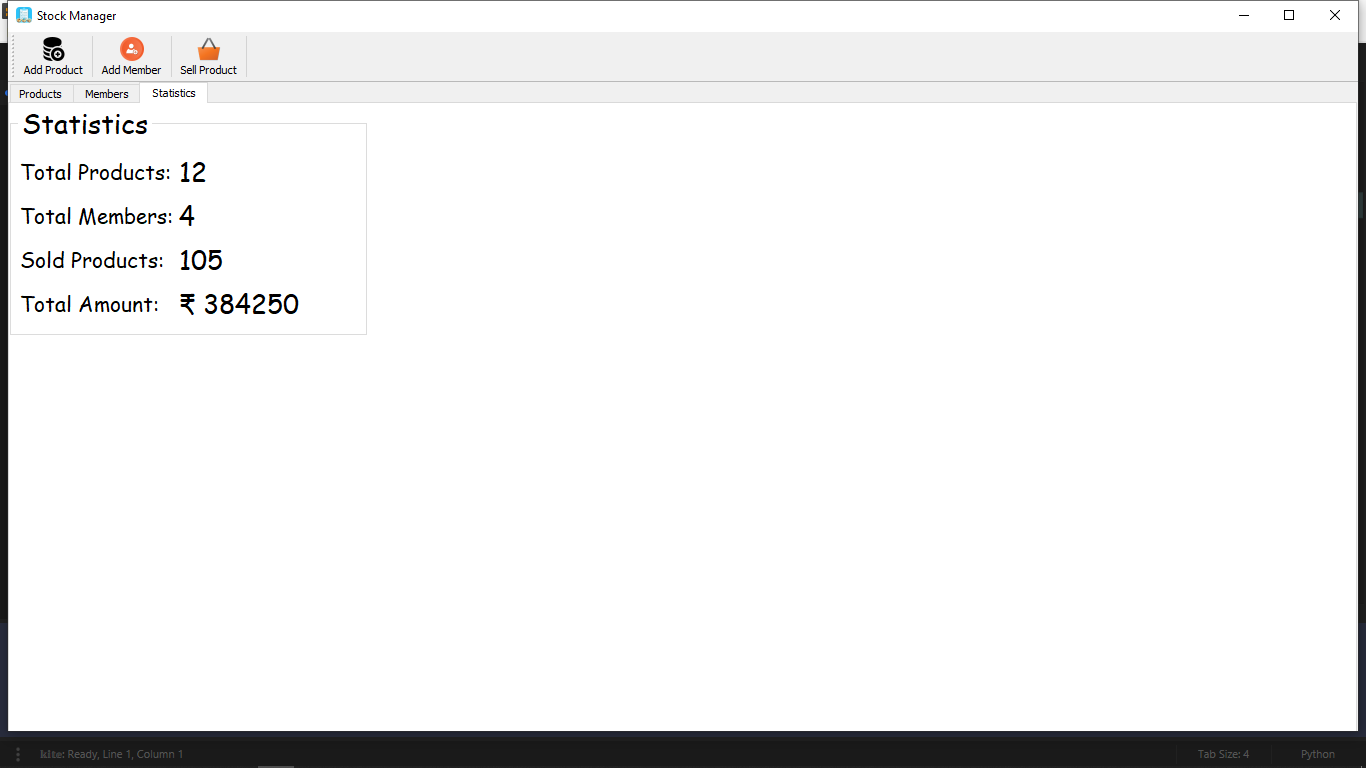 Stock Manager
Add Product Add Member Sell Product
Products Members Statistics
Statistics
Total Products: 12
Total Members: 4
Sold Products: 105
Total Amount: ₹ 384250
kite: Ready, Line 1, Column 1 Tab Size: 4 Python